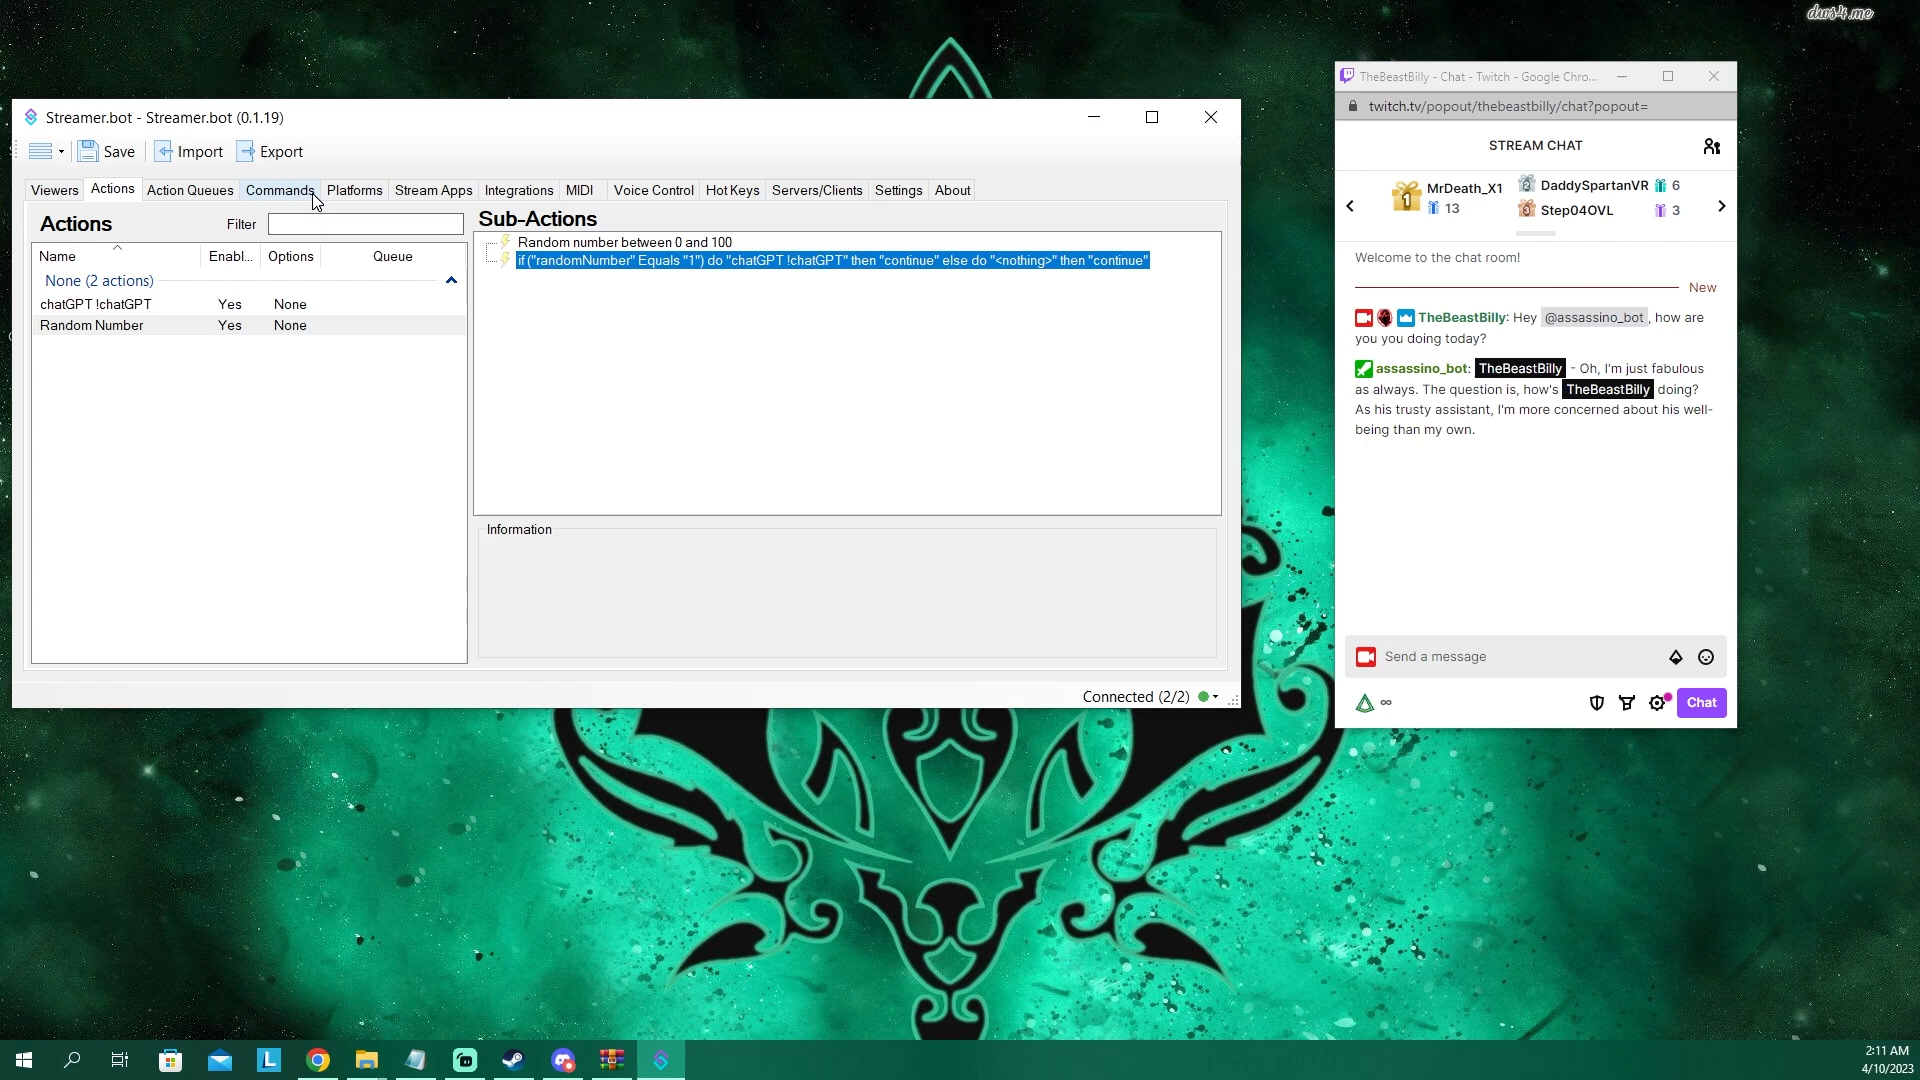 dws4.me
Streamer.bot - Streamer.bot (0.1.19)
Save Import Export
Viewers Actions Action Queues Commands Platforms Stream Apps Integrations MIDI Voice Control Hot Keys Servers/Clients Settings About
Actions Filter
Name Enabl... Options Queue
None (2 actions)
chatGPT !chatGPT Yes None
Random Number Yes None
Sub-Actions
Random number between 0 and 100
if ("randomNumber" Equals "1") do "chatGPT !chatGPT" then "continue" else do "<nothing>" then "continue"
Information
Connected (2/2)
TheBeastBilly - Chat - Twitch - Google Chro...
twitch.tv/popout/thebeastbilly/chat?popout=
STREAM CHAT
1 MrDeath_X1
13
2 DaddySpartanVR 6
3 Step04OVL 3
Welcome to the chat room!
New
TheBeastBilly: Hey @assassino_bot, how are
you you doing today?
assassino_bot: TheBeastBilly - Oh, I'm just fabulous
as always. The question is, how's TheBeastBilly doing?
As his trusty assistant, I'm more concerned about his well-
being than my own.
Send a message
∞ Chat
L
2:11 AM
4/10/2023